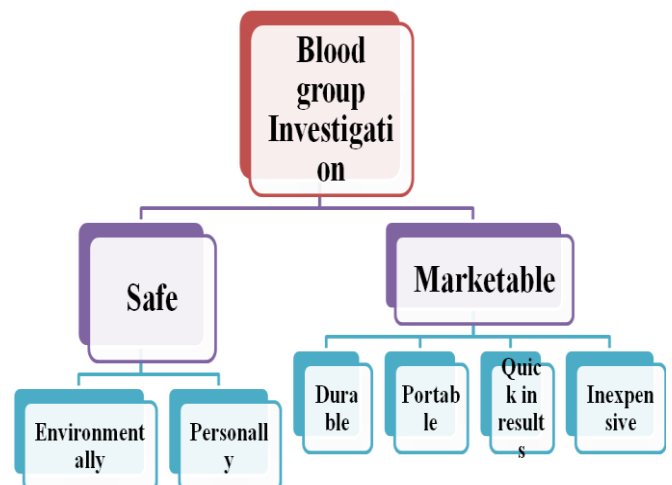 Blood
group
Investigati
on
Safe
Marketable
Environment
ally
Personall
y
Dura
ble
Portab
le
Quic
k in
result
s
Inexpen
sive